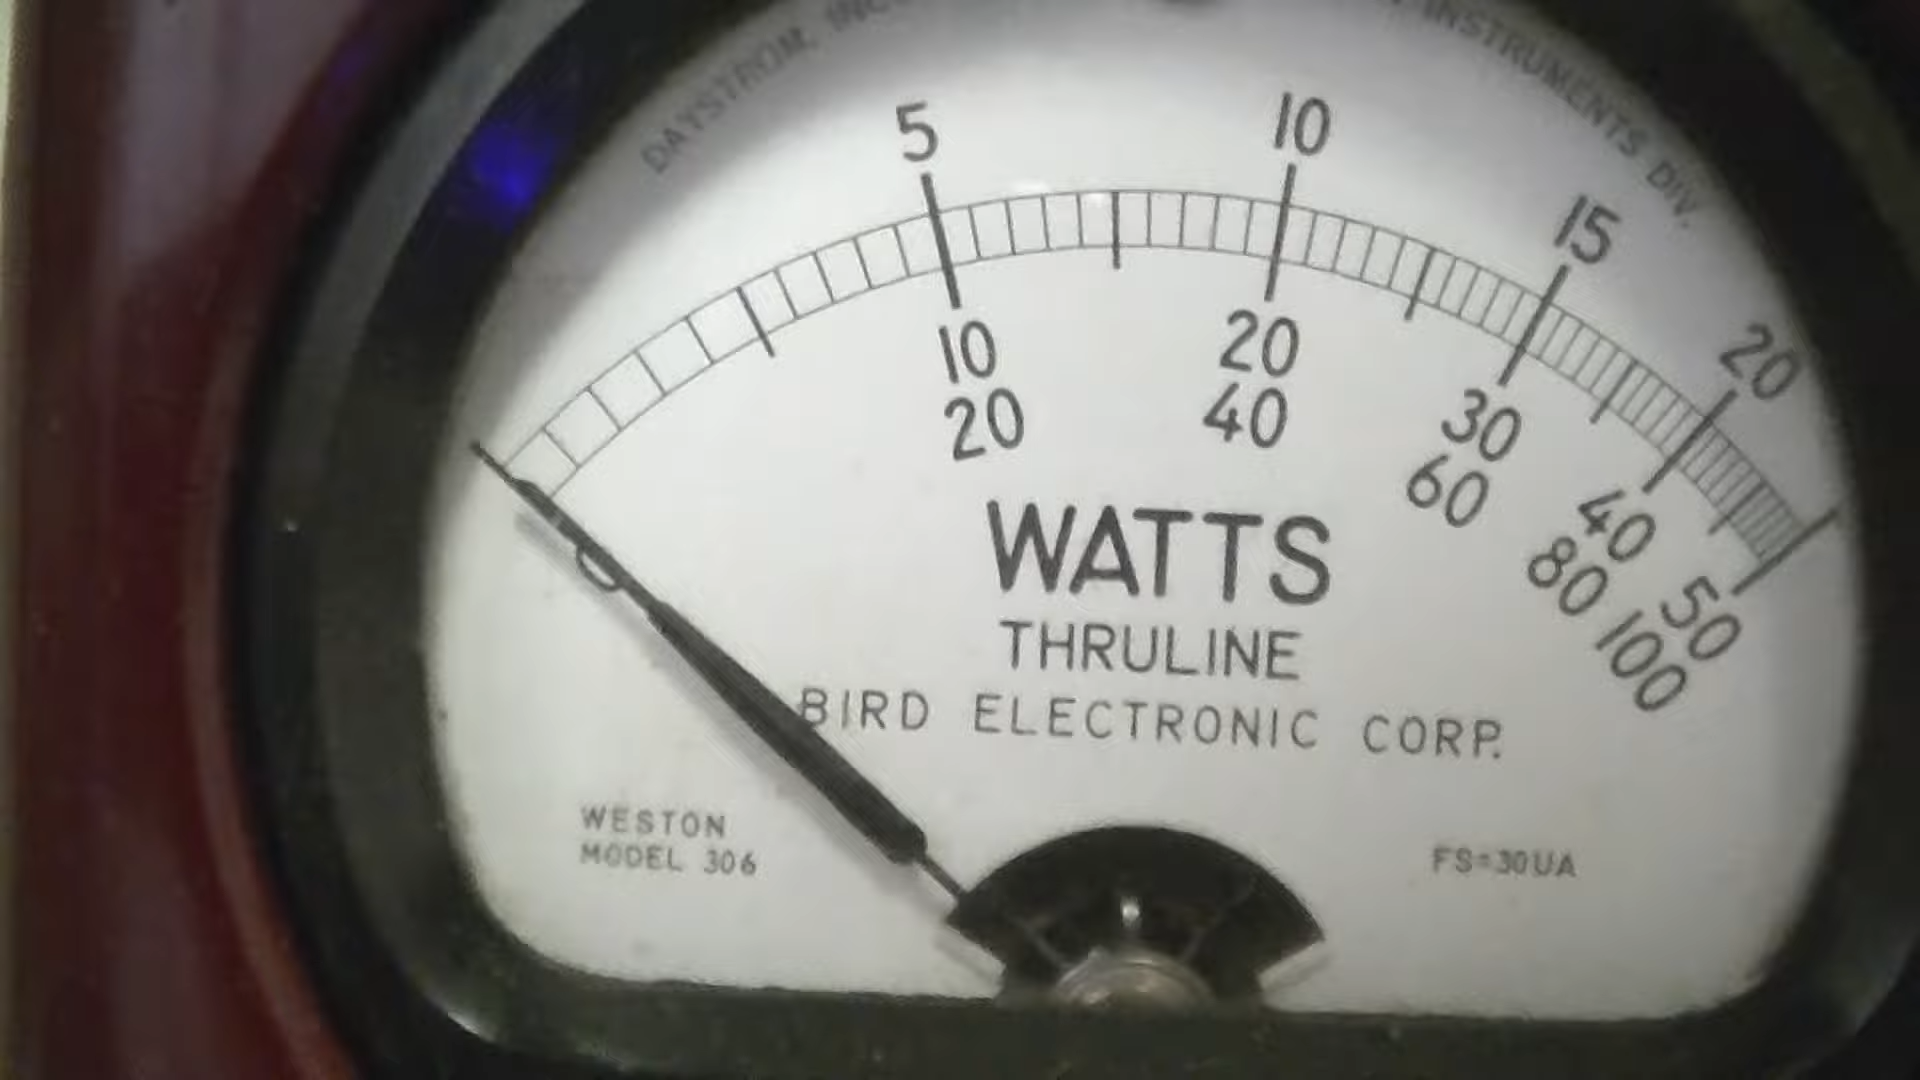 DAYSTROM, INC. INSTRUMENTS DIV.
5 10 15 20
10 20 30 40 50
20 40 60 80 100
WATTS
THRULINE
BIRD ELECTRONIC CORP.
WESTON
MODEL 306
FS=30UA